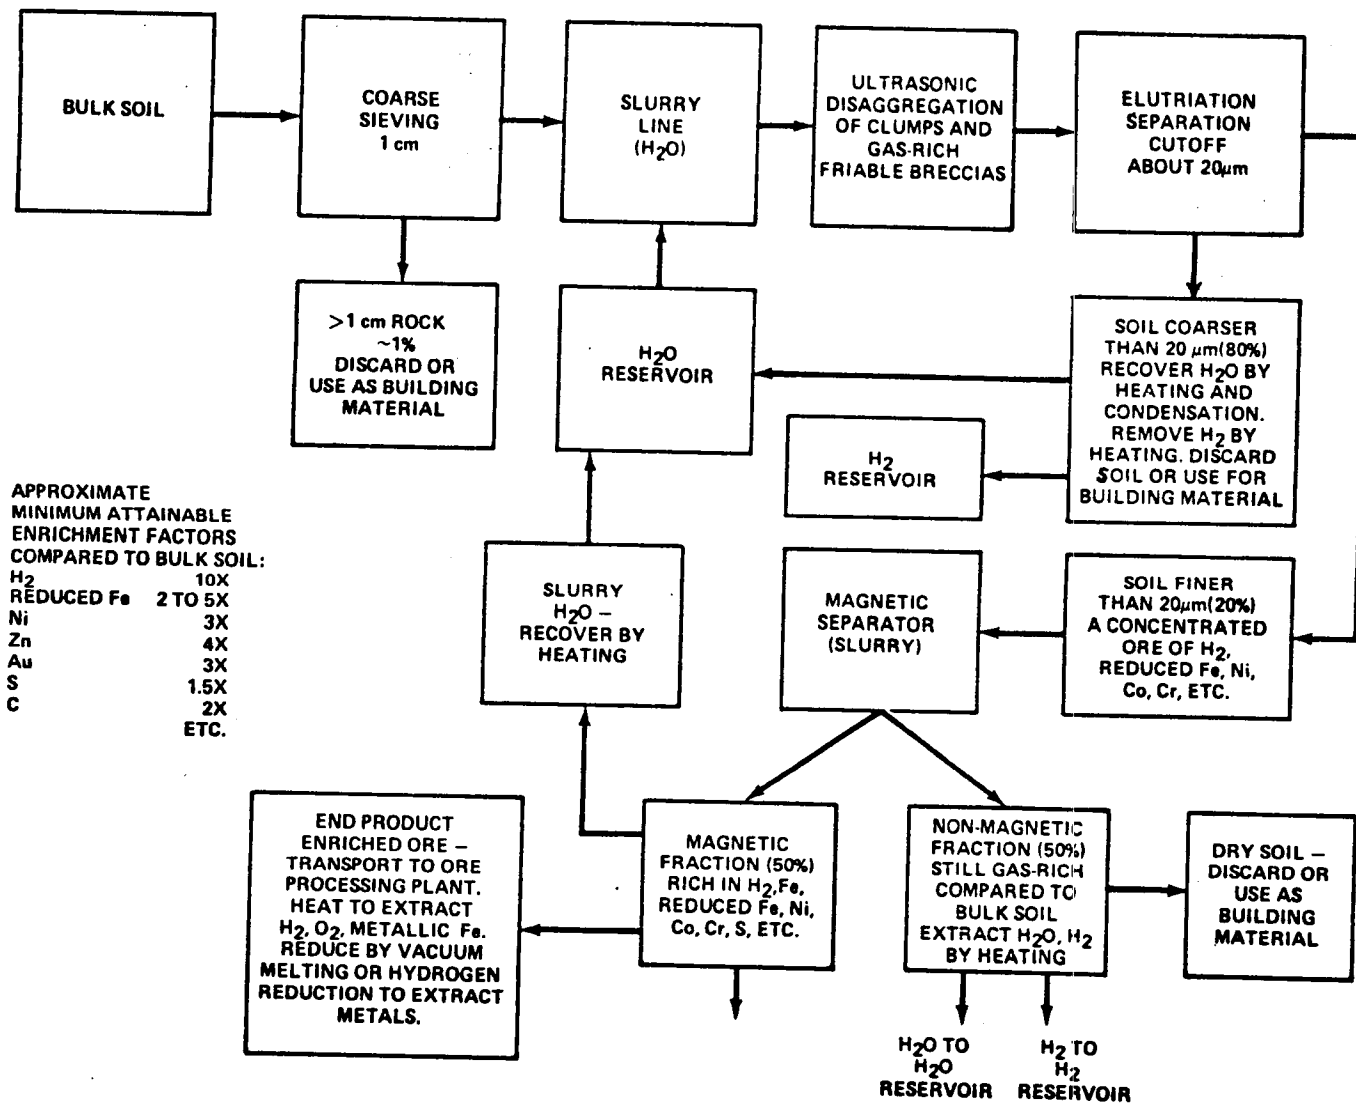 BULK SOIL
COARSE
SIEVING
1 cm
SLURRY
LINE
(H₂O)
ULTRASONIC
DISAGGREGATION
OF CLUMPS AND
GAS-RICH
FRIABLE BRECCIAS
ELUTRIATION
SEPARATION
CUTOFF
ABOUT 20μm
>1 cm ROCK
~1%
DISCARD OR
USE AS BUILDING
MATERIAL
H₂O
RESERVOIR
SOIL COARSER
THAN 20 μm(80%)
RECOVER H₂O BY
HEATING AND
CONDENSATION.
REMOVE H₂ BY
HEATING. DISCARD
SOIL OR USE FOR
BUILDING MATERIAL
H₂
RESERVOIR
APPROXIMATE
MINIMUM ATTAINABLE
ENRICHMENT FACTORS
COMPARED TO BULK SOIL:
H₂ 10X
REDUCED Fe 2 TO 5X
Ni 3X
Zn 4X
Au 3X
S 1.5X
C 2X
ETC.
SLURRY
H₂O –
RECOVER BY
HEATING
MAGNETIC
SEPARATOR
(SLURRY)
SOIL FINER
THAN 20μm(20%)
A CONCENTRATED
ORE OF H₂,
REDUCED Fe, Ni,
Co, Cr, ETC.
END PRODUCT
ENRICHED ORE –
TRANSPORT TO ORE
PROCESSING PLANT.
HEAT TO EXTRACT
H₂, O₂, METALLIC Fe.
REDUCE BY VACUUM
MELTING OR HYDROGEN
REDUCTION TO EXTRACT
METALS.
MAGNETIC
FRACTION (50%)
RICH IN H₂,Fe,
REDUCED Fe, Ni,
Co, Cr, S, ETC.
NON-MAGNETIC
FRACTION (50%)
STILL GAS-RICH
COMPARED TO
BULK SOIL
EXTRACT H₂O, H₂
BY HEATING
DRY SOIL –
DISCARD OR
USE AS
BUILDING
MATERIAL
H₂O TO
H₂O
RESERVOIR
H₂ TO
H₂
RESERVOIR